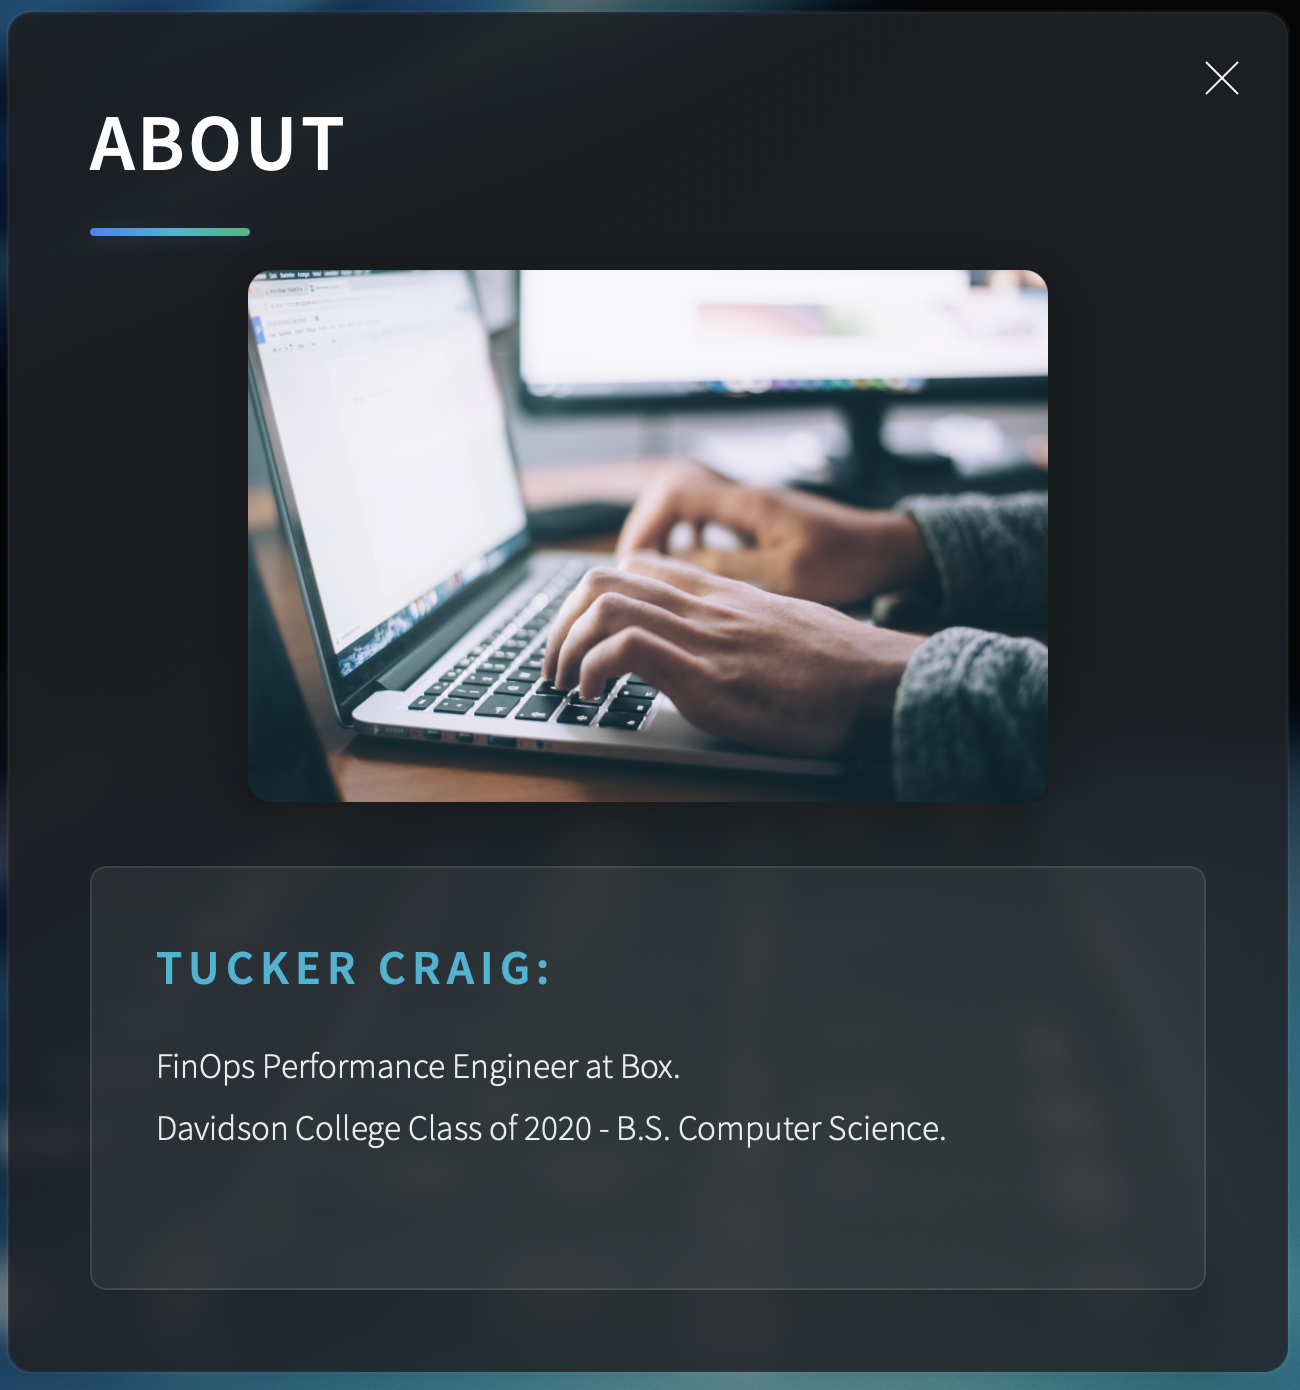 ABOUT
TUCKER CRAIG:
FinOps Performance Engineer at Box.
Davidson College Class of 2020 - B.S. Computer Science.